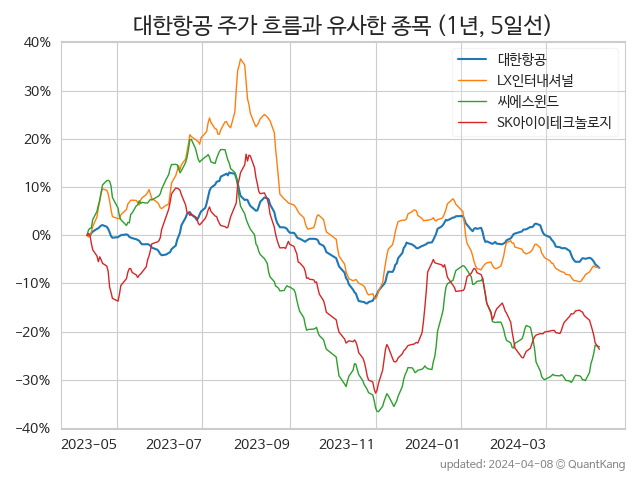 대한항공 주가 흐름과 유사한 종목 (1년, 5일선)
40%
30%
20%
10%
0%
−10%
−20%
−30%
−40%
대한항공
LX인터내셔널
씨에스윈드
SK아이이테크놀로지
2023-05 2023-07 2023-09 2023-11 2024-01 2024-03
updated: 2024-04-08 @ QuantKang